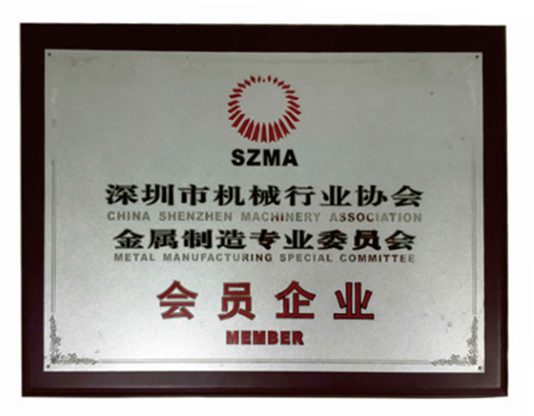 SZMA
深圳市机械行业协会
CHINA SHENZHEN MACHINERY ASSOCIATION
金属制造专业委员会
METAL MANUFACTURING SPECIAL COMMITTEE
会员企业
MEMBER